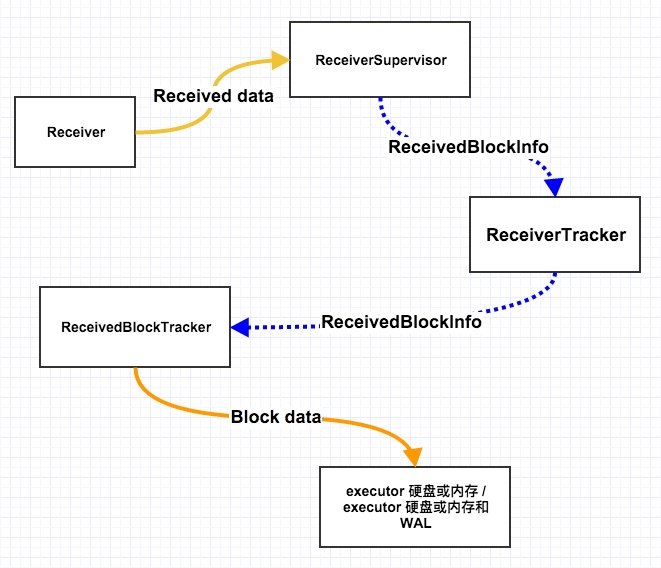 ReceiverSupervisor
Received data
Receiver
ReceivedBlockInfo
ReceiverTracker
ReceivedBlockInfo
ReceivedBlockTracker
Block data
executor 硬盘或内存 /
executor 硬盘或内存和
WAL